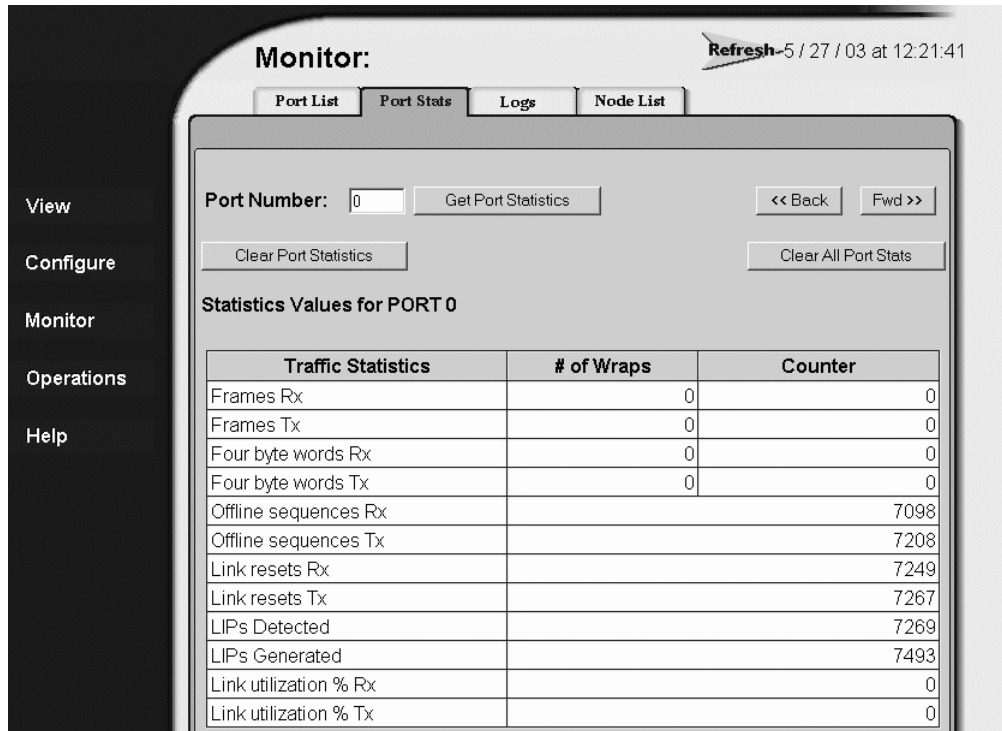 Monitor:
Refresh-5 / 27 / 03 at 12:21:41
Port List Port Stats Logs Node List
View
Configure
Monitor
Operations
Help
Port Number: 0 Get Port Statistics << Back Fwd >>
Clear Port Statistics Clear All Port Stats
Statistics Values for PORT 0
Traffic Statistics # of Wraps Counter
Frames Rx 0 0
Frames Tx 0 0
Four byte words Rx 0 0
Four byte words Tx 0 0
Offline sequences Rx 7098
Offline sequences Tx 7208
Link resets Rx 7249
Link resets Tx 7267
LIPs Detected 7269
LIPs Generated 7493
Link utilization % Rx 0
Link utilization % Tx 0